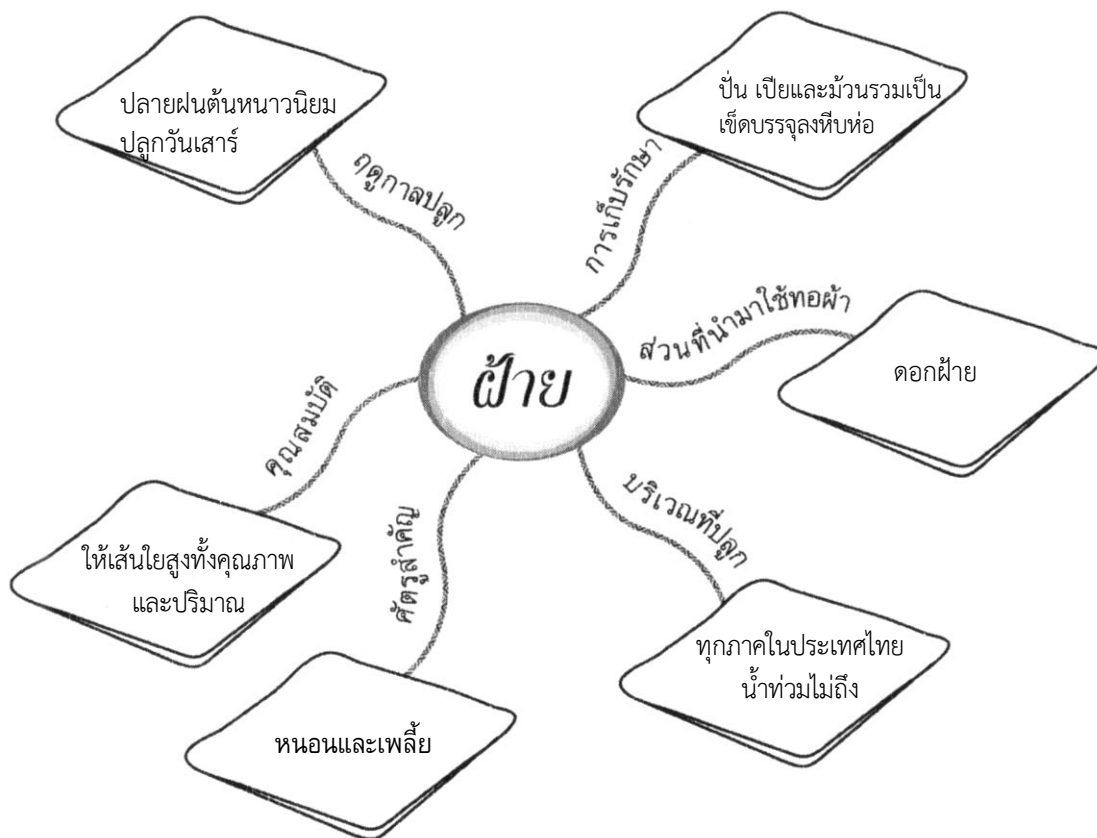 ปลายฝนต้นหนาวนิยม
ปลูกวันเสาร์
ฤดูกาลปลูก
ปั่น เปียและม้วนรวมเป็น
เข็ดบรรจุลงหีบห่อ
การเก็บรักษา
ส่วนที่นำมาใช้ทอผ้า
ดอกฝ้าย
ฝ้าย
คุณสมบัติ
ให้เส้นใยสูงทั้งคุณภาพ
และปริมาณ
ศัตรูสำคัญ
หนอนและเพลี้ย
บริเวณที่ปลูก
ทุกภาคในประเทศไทย
น้ำท่วมไม่ถึง